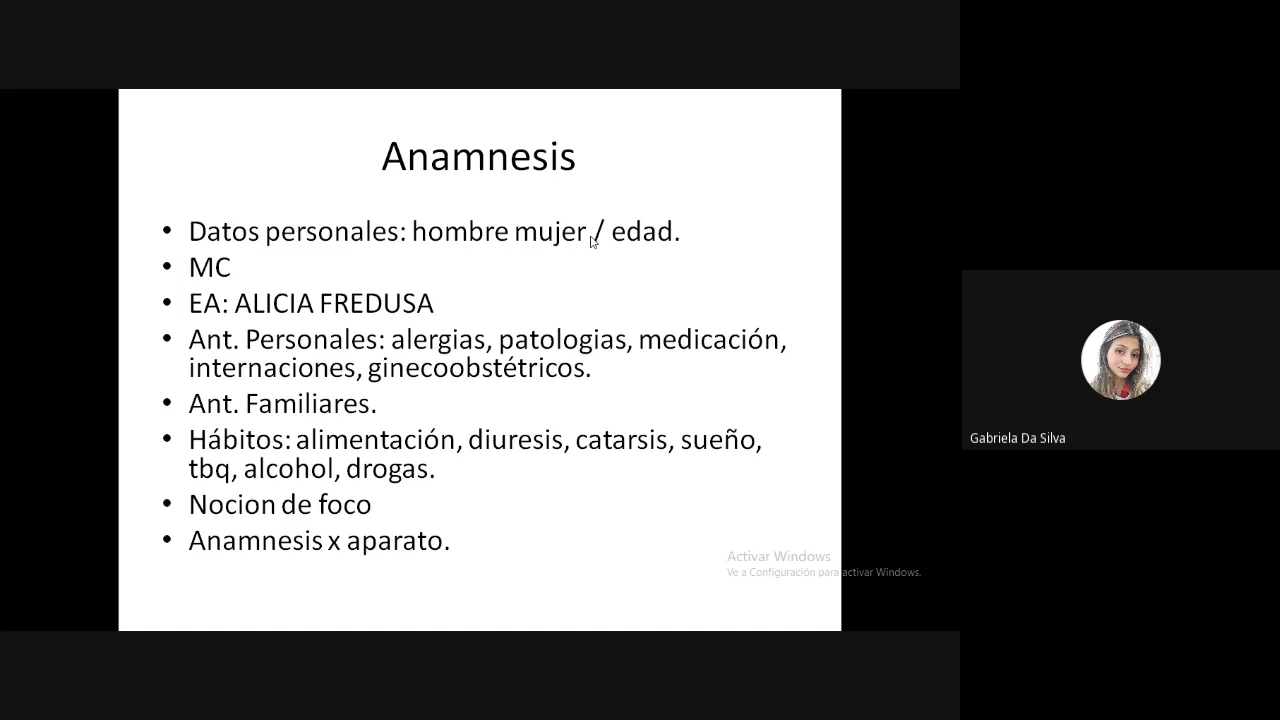 Anamnesis
• Datos personales: hombre mujer / edad.
• MC
• EA: ALICIA FREDUSA
• Ant. Personales: alergias, patologias, medicación,
internaciones, ginecoobstétricos.
• Ant. Familiares.
• Hábitos: alimentación, diuresis, catarsis, sueño,
tbq, alcohol, drogas.
• Nocion de foco
• Anamnesis x aparato.
Activar Windows
Ve a Configuración para activar Windows.
Gabriela Da Silva